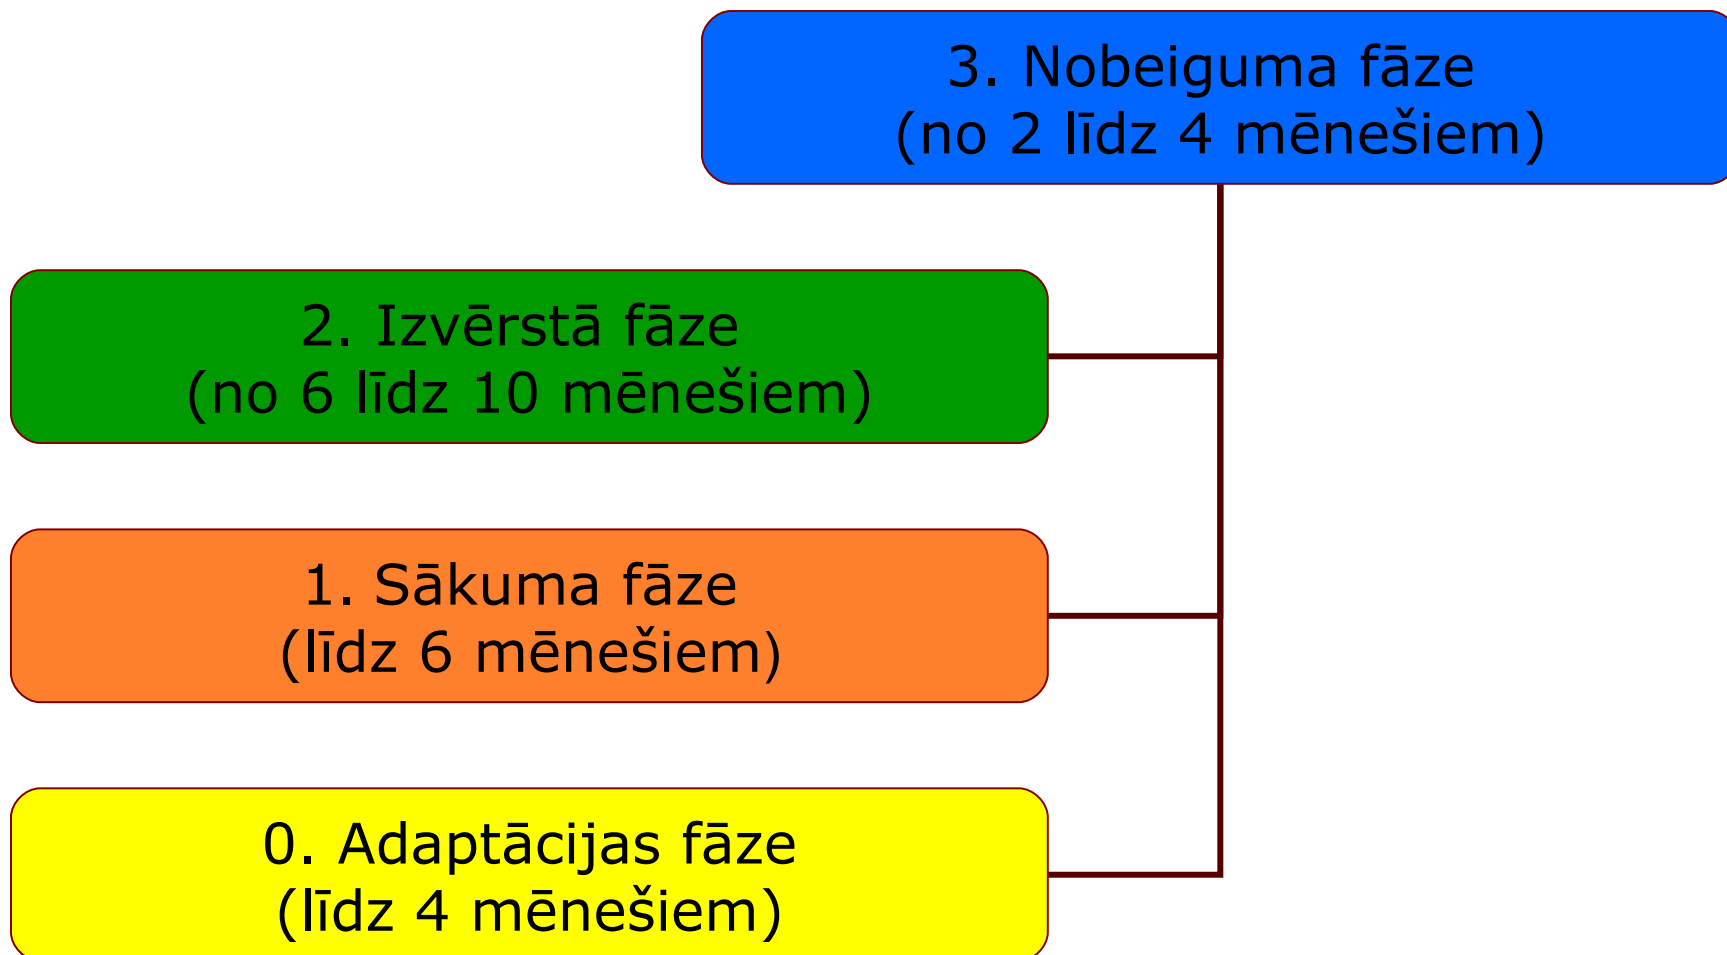 3. Nobeiguma fāze
(no 2 līdz 4 mēnešiem)
2. Izvērstā fāze
(no 6 līdz 10 mēnešiem)
1. Sākuma fāze
(līdz 6 mēnešiem)
0. Adaptācijas fāze
(līdz 4 mēnešiem)